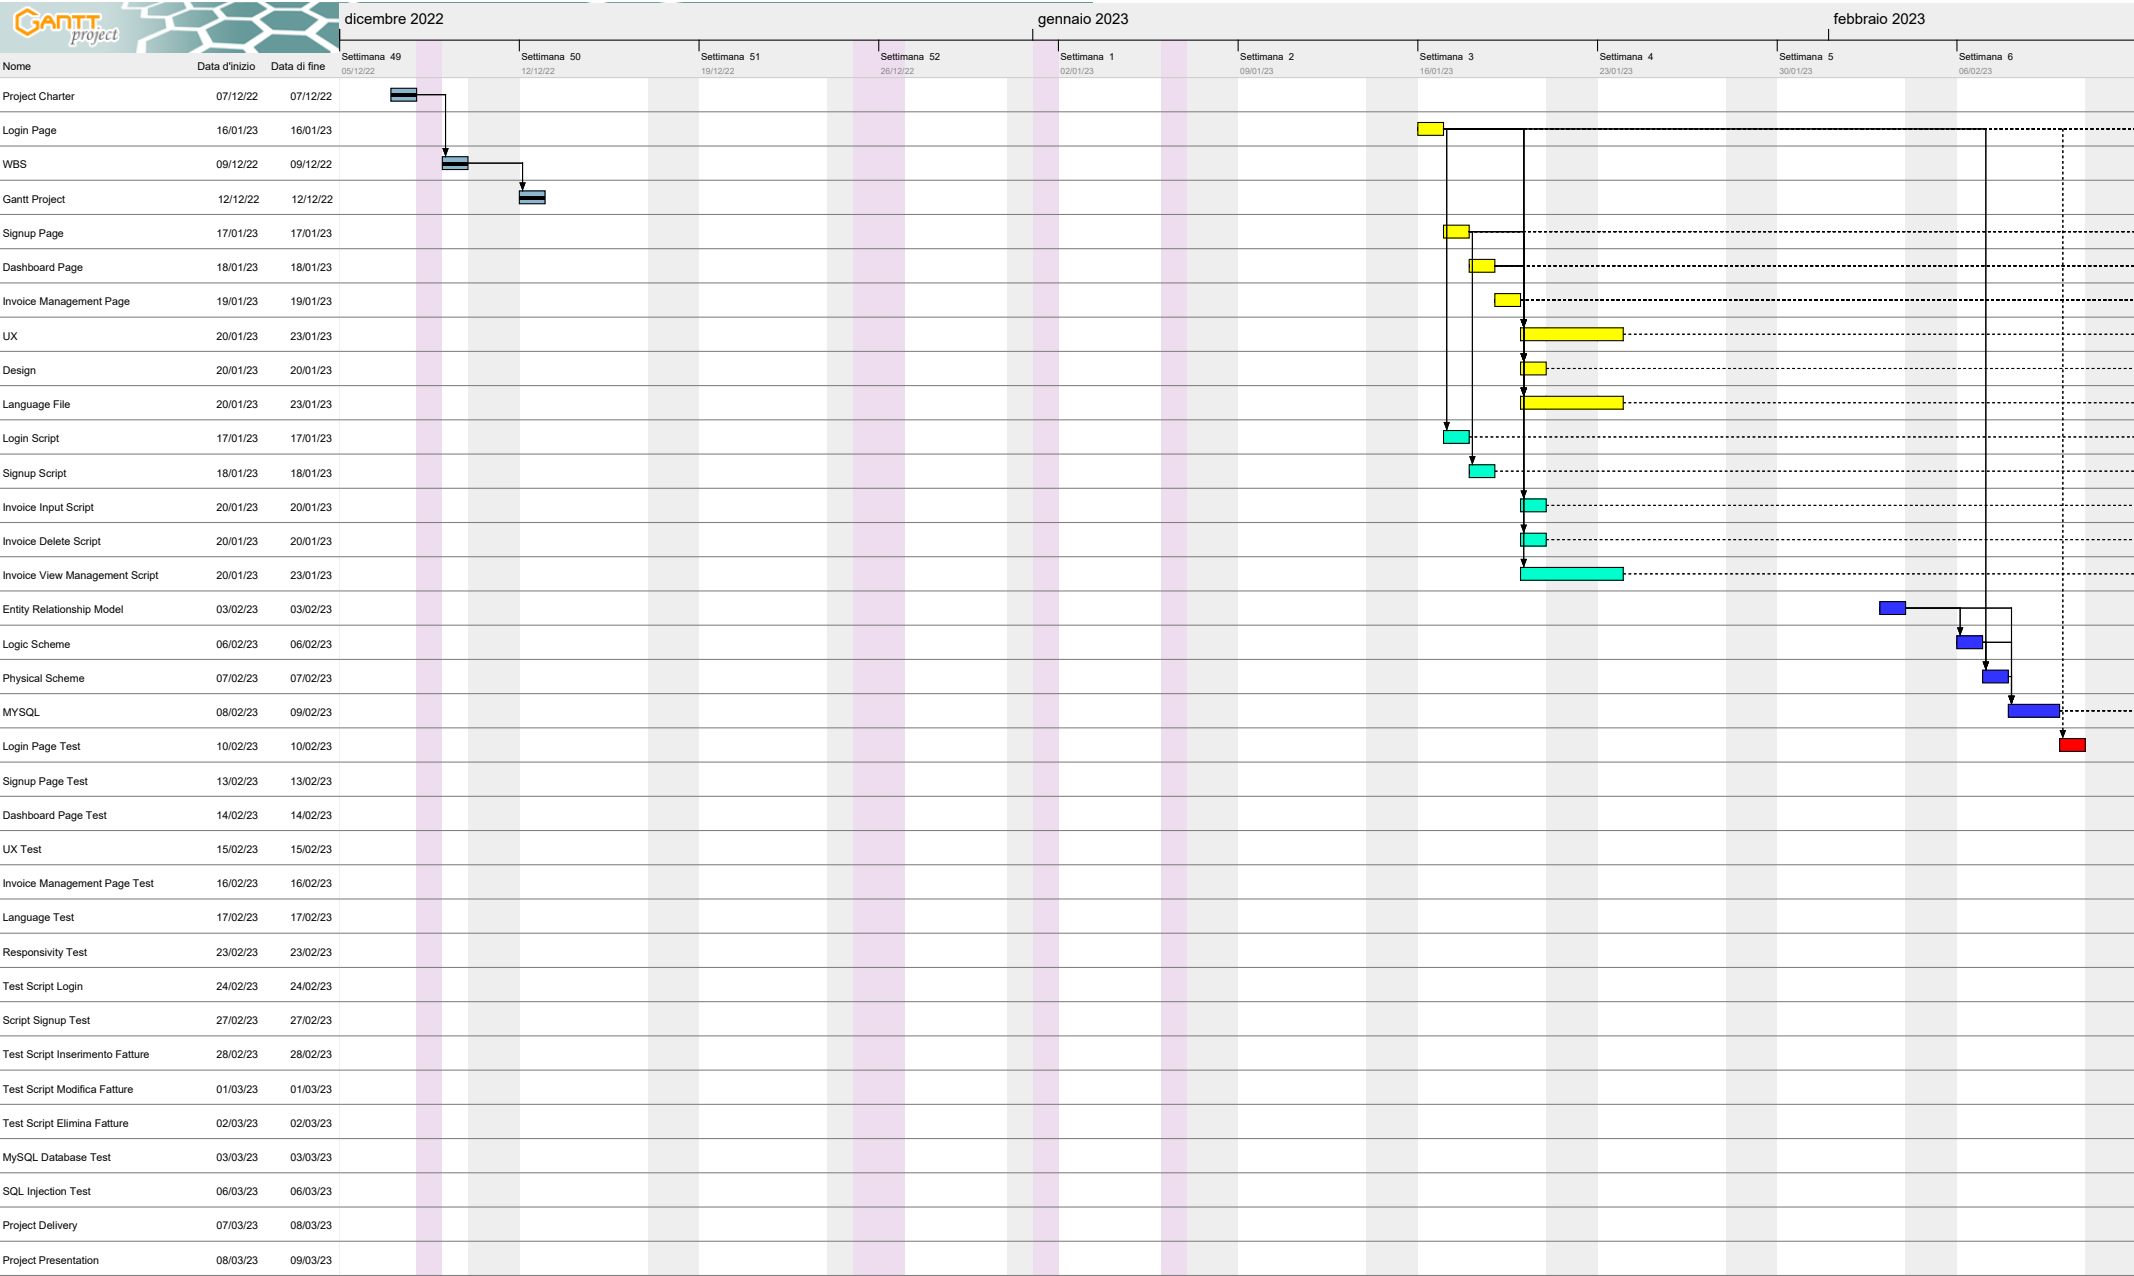 GANTT
project
dicembre 2022 gennaio 2023 febbraio 2023
Settimana 49 Settimana 50 Settimana 51 Settimana 52 Settimana 1 Settimana 2 Settimana 3 Settimana 4 Settimana 5 Settimana 6
Nome Data d'inizio Data di fine 05/12/22 12/12/22 19/12/22 26/12/22 02/01/23 09/01/23 16/01/23 23/01/23 30/01/23 06/02/23
Project Charter 07/12/22 07/12/22
Login Page 16/01/23 16/01/23
WBS 09/12/22 09/12/22
Gantt Project 12/12/22 12/12/22
Signup Page 17/01/23 17/01/23
Dashboard Page 18/01/23 18/01/23
Invoice Management Page 19/01/23 19/01/23
UX 20/01/23 23/01/23
Design 20/01/23 20/01/23
Language File 20/01/23 23/01/23
Login Script 17/01/23 17/01/23
Signup Script 18/01/23 18/01/23
Invoice Input Script 20/01/23 20/01/23
Invoice Delete Script 20/01/23 20/01/23
Invoice View Management Script 20/01/23 23/01/23
Entity Relationship Model 03/02/23 03/02/23
Logic Scheme 06/02/23 06/02/23
Physical Scheme 07/02/23 07/02/23
MYSQL 08/02/23 09/02/23
Login Page Test 10/02/23 10/02/23
Signup Page Test 13/02/23 13/02/23
Dashboard Page Test 14/02/23 14/02/23
UX Test 15/02/23 15/02/23
Invoice Management Page Test 16/02/23 16/02/23
Language Test 17/02/23 17/02/23
Responsivity Test 23/02/23 23/02/23
Test Script Login 24/02/23 24/02/23
Script Signup Test 27/02/23 27/02/23
Test Script Inserimento Fatture 28/02/23 28/02/23
Test Script Modifica Fatture 01/03/23 01/03/23
Test Script Elimina Fatture 02/03/23 02/03/23
MySQL Database Test 03/03/23 03/03/23
SQL Injection Test 06/03/23 06/03/23
Project Delivery 07/03/23 08/03/23
Project Presentation 08/03/23 09/03/23